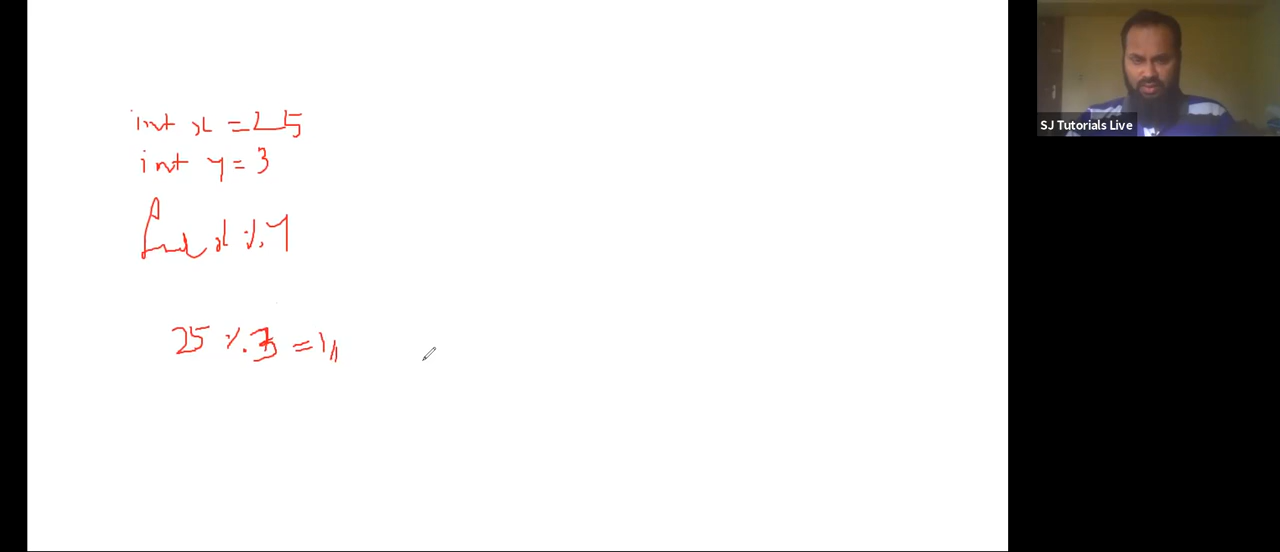 int x = 25
int y = 3
find x % y
25 % 3 = 1
SJ Tutorials Live